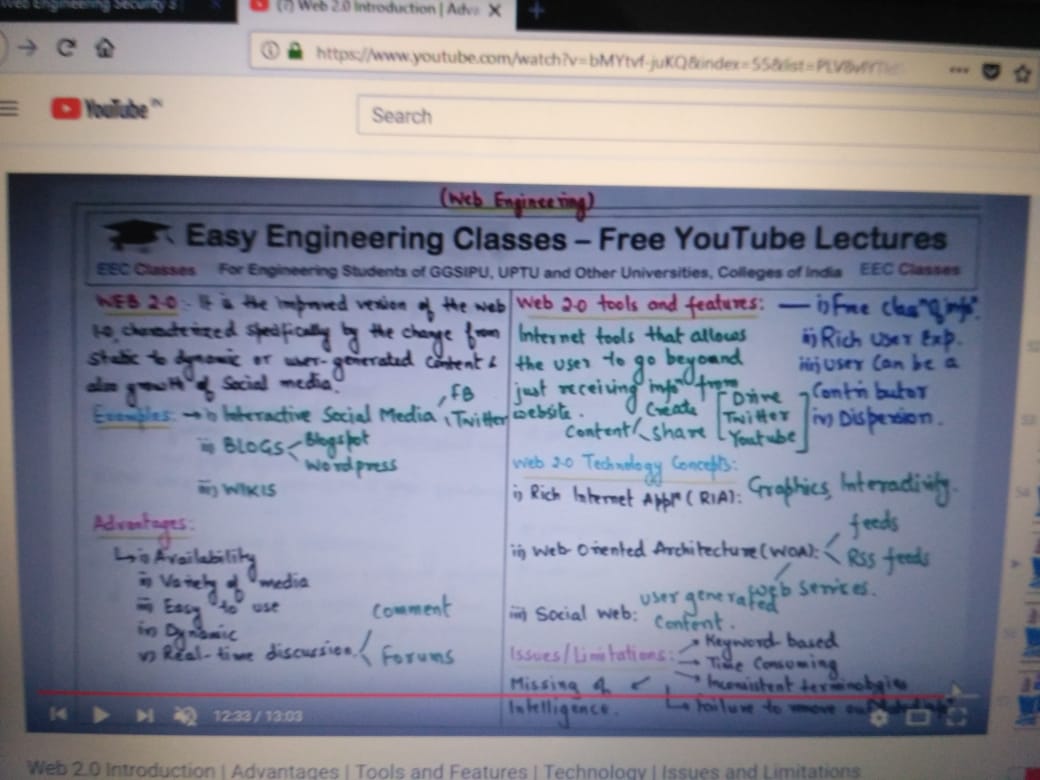 Web Engineering Security
(7) Web 2.0 Introduction | Adva
https://www.youtube.com/watch?v=bMYtvf-juKQ&index=55&list=PLV8vIY
YouTube IN
Search
(Web Engineering)
Easy Engineering Classes – Free YouTube Lectures
EEC Classes For Engineering Students of GGSIPU, UPTU and Other Universities, Colleges of India EEC Classes
WEB 2.0:- It is the improved version of the web
1.0, characterized specifically by the change from
static to dynamic or user-generated content &
also growth of Social media.
Examples: → i) Interactive Social Media FB
Twitter
ii) BLOGS Blogspot
Wordpress
iii) WIKIS
Advantages:
↳ i) Availability
ii) Variety of media
iii) Easy to use
iv) Dynamic
v) Real-time discussion. comment
Forums
Web 2.0 tools and features: — i) Free clasⁿ of infⁿ.
Internet tools that allows
the user to go beyound
just receiving infⁿ from
website.
Create
Content/ Share [Drive
Twitter
Youtube]
ii) Rich User Exp.
iii) User Can be a
Contributor
iv) Dispersion.
Web 2.0 Technology Concepts:
i) Rich Internet Applⁿ (RIA): Graphics, Interactivity.
ii) Web Oriented Architecture (WOA): feeds
RSS feeds
web services.
iii) Social Web: user generated
Content.
Issues/Limitations: → Keyword based
→ Time Consuming
→ Inconsistent terminologies
↳ failure to move
Missing of
Intelligence.
12:33 / 13:03
Web 2.0 Introduction | Advantages | Tools and Features | Technology | Issues and Limitations